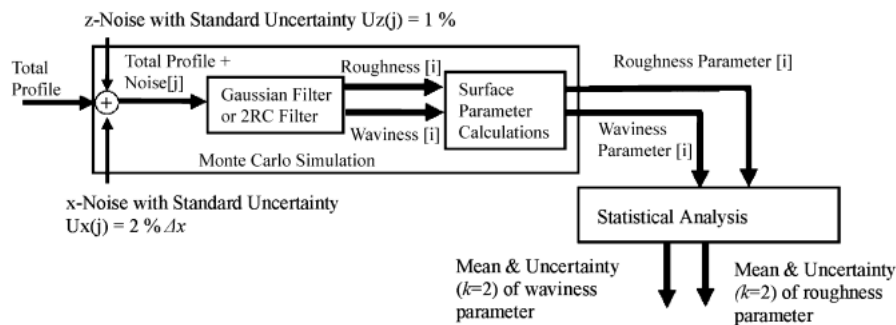 z-Noise with Standard Uncertainty Uz(j) = 1 %
Total
Profile
+
Total Profile +
Noise[j]
Gaussian Filter
or 2RC Filter
Roughness [i]
Waviness [i]
Surface
Parameter
Calculations
Monte Carlo Simulation
Roughness Parameter [i]
Waviness
Parameter [i]
x-Noise with Standard Uncertainty
Ux(j) = 2 % Δx
Statistical Analysis
Mean & Uncertainty
(k=2) of waviness
parameter
Mean & Uncertainty
(k=2) of roughness
parameter